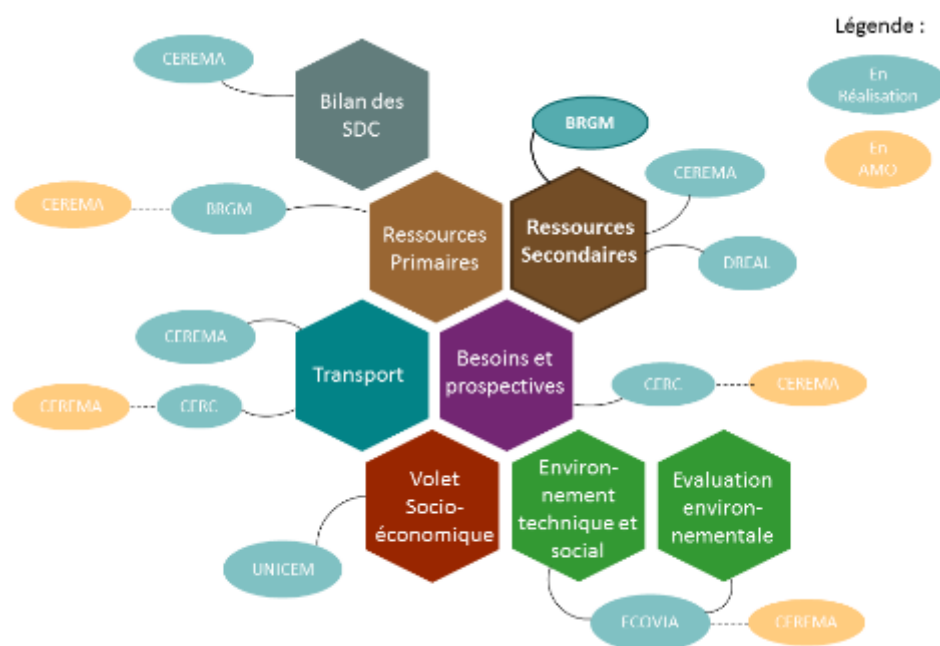 Légende :
CEREMA
Bilan des
SDC
En
Réalisation
BRGM
En
AMO
CEREMA
CEREMA
BRGM
Ressources
Primaires
Ressources
Secondaires
DREAL
CEREMA
Transport
Besoins et
prospectives
CEREMA
CERC
CERC
CEREMA
Volet
Socio-
économique
Environ-
nement
technique et
social
Evaluation
environ-
nementale
UNICEM
ECOVIA
CEREMA